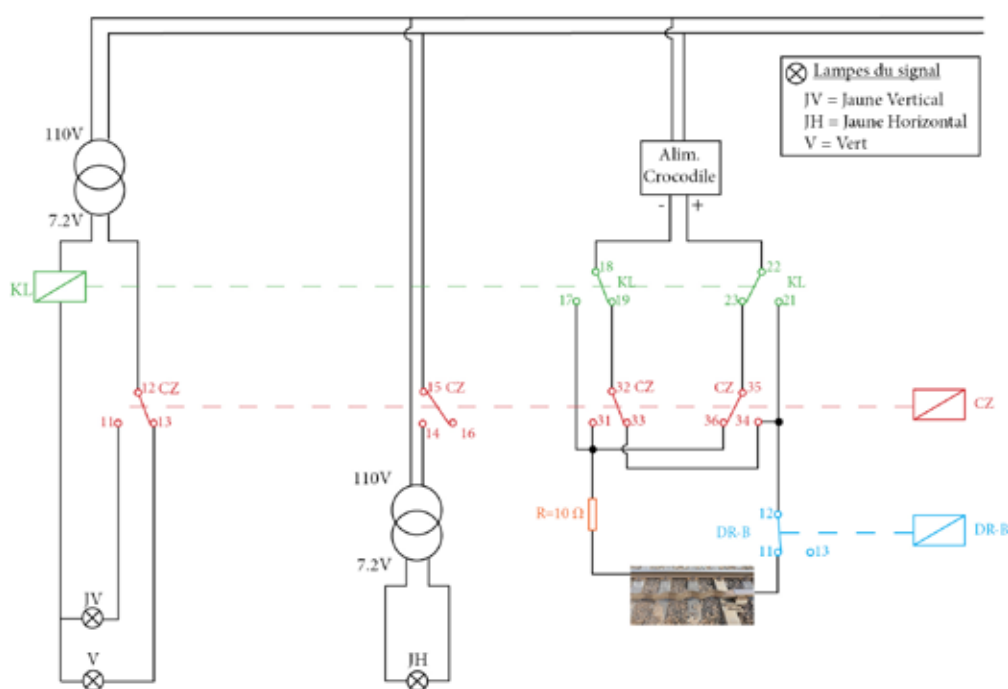 Lampes du signal
JV = Jaune Vertical
JH = Jaune Horizontal
V = Vert
110V
7.2V
Alim.
Crocodile
- +
KL
18
22
KL
KL
17
19
23
21
12 CZ
15 CZ
32 CZ
CZ 35
CZ
11
13
14
16
31
33
36
34
110V
R=10 Ω
12
DR-B
DR-B
11
13
7.2V
JV
V
JH